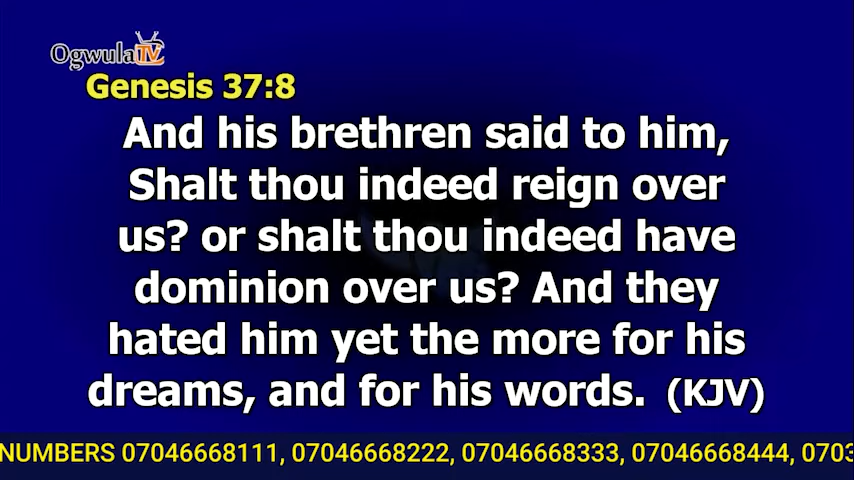 OgwulaTV
Genesis 37:8
And his brethren said to him,
Shalt thou indeed reign over
us? or shalt thou indeed have
dominion over us? And they
hated him yet the more for his
dreams, and for his words. (KJV)
NUMBERS 07046668111, 07046668222, 07046668333, 07046668444, 0703